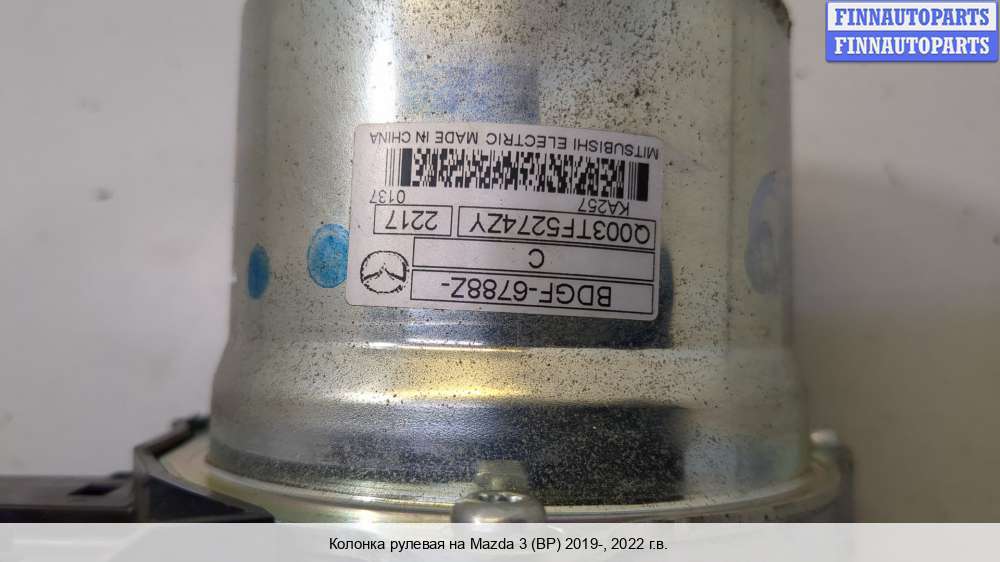 FINNAUTOPARTS
FINNAUTOPARTS
BDGF-6788Z-
C
Q003TF5274ZY 2217
KA257 0137
MITSUBISHI ELECTRIC MADE IN CHINA
Колонка рулевая на Mazda 3 (BP) 2019-, 2022 г.в.